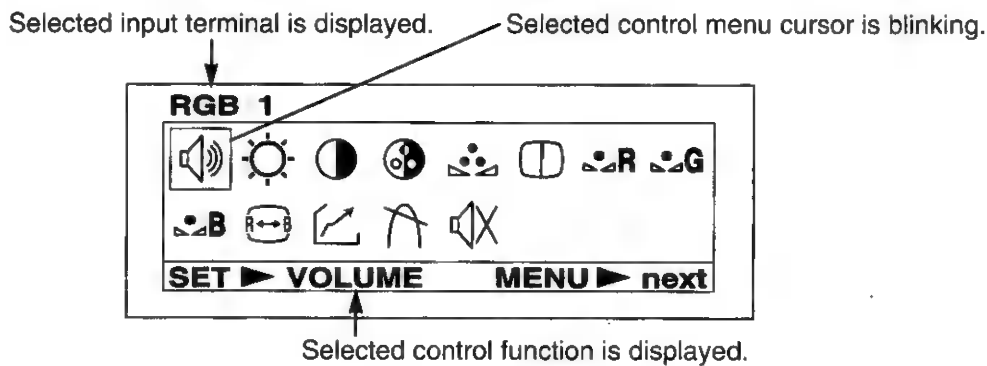 Selected input terminal is displayed.
Selected control menu cursor is blinking.
RGB 1
R G
B R B
SET ► VOLUME MENU ► next
Selected control function is displayed.